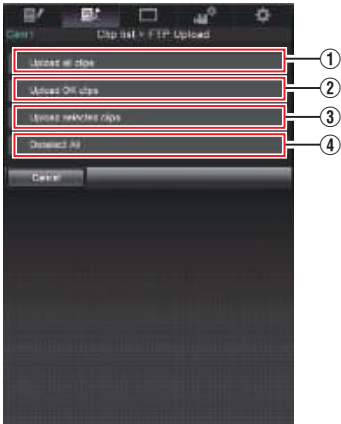 Cam1
Clip list > FTP Upload
Upload all clips
①
Upload OK clips
②
Upload selected clips
③
Deselect All
④
Cancel